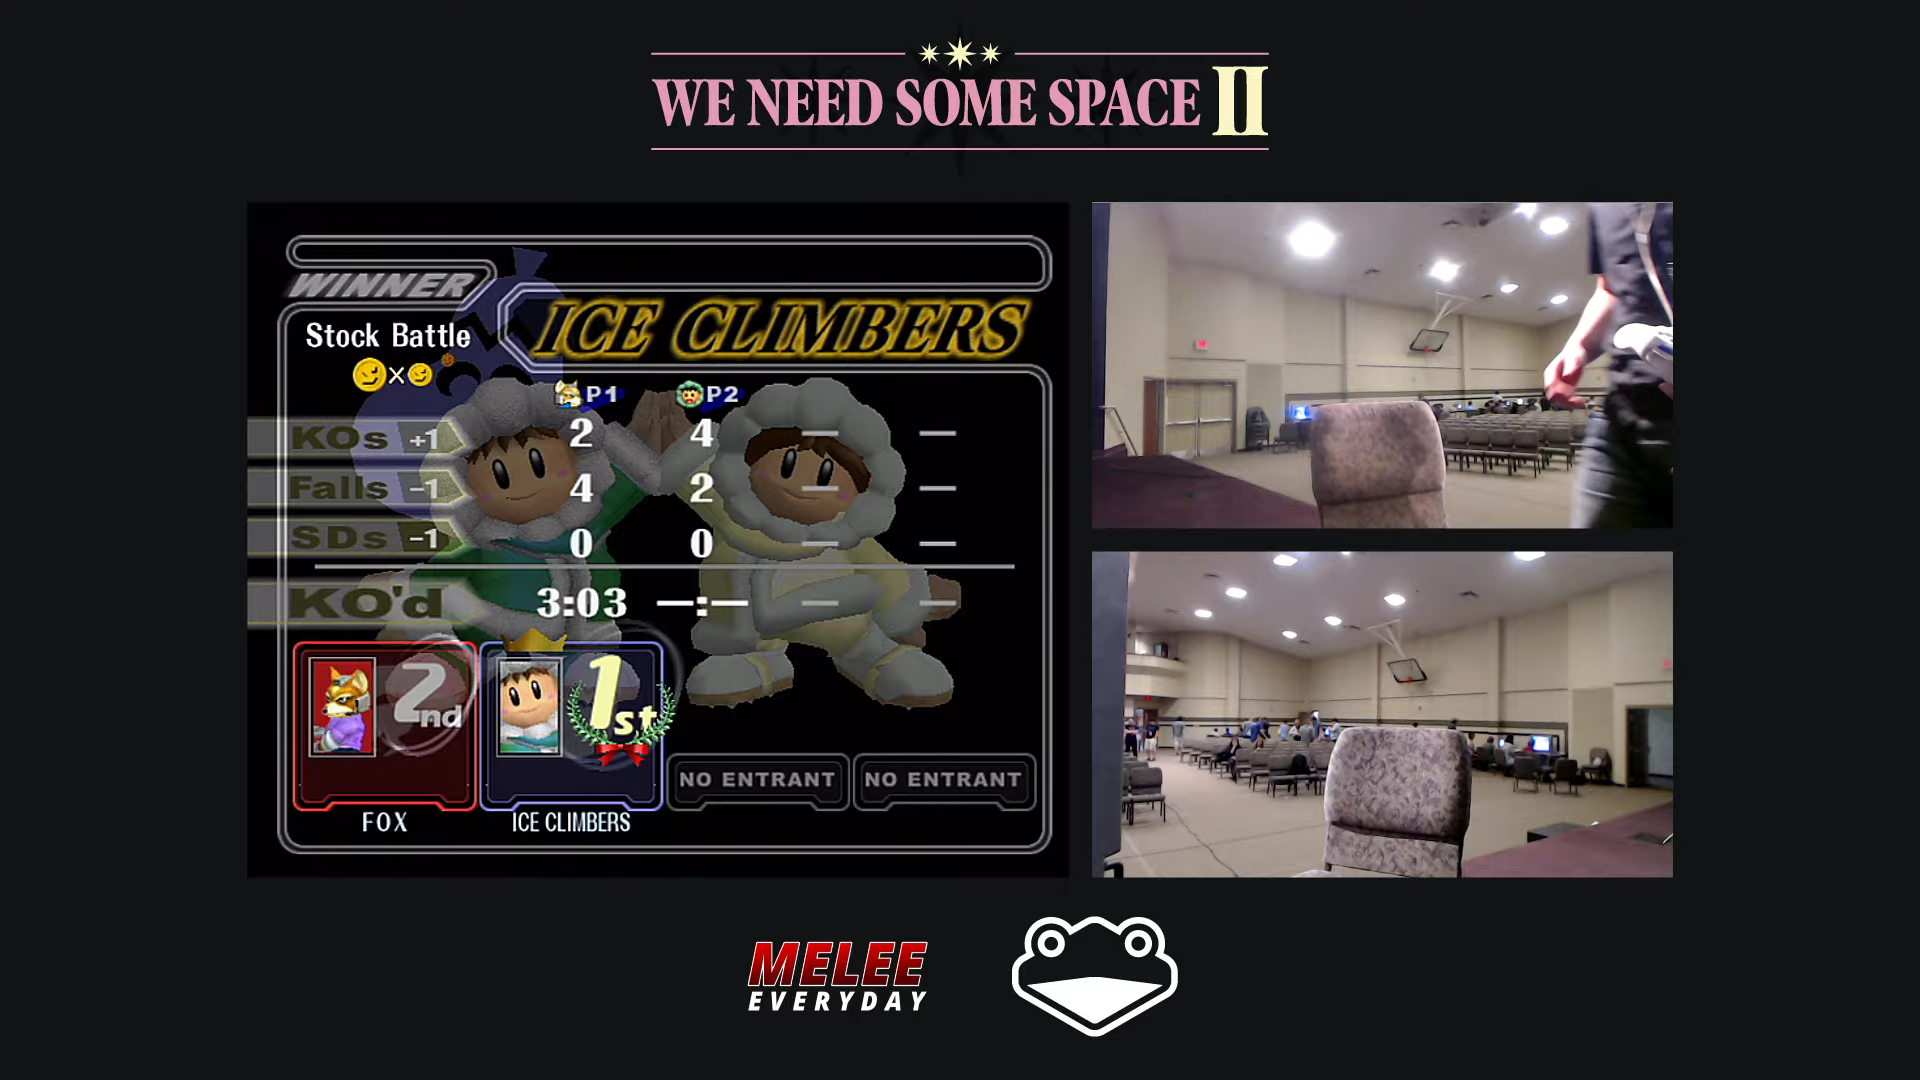 WE NEED SOME SPACE II
WINNER
ICE CLIMBERS
Stock Battle
X
P1 P2
KOs +1 2 4 — —
Falls -1 4 2 — —
SDs -1 0 0 — —
KO'd 3:03 —:— — —
2nd 1st
NO ENTRANT NO ENTRANT
FOX ICE CLIMBERS
MELEE
EVERYDAY